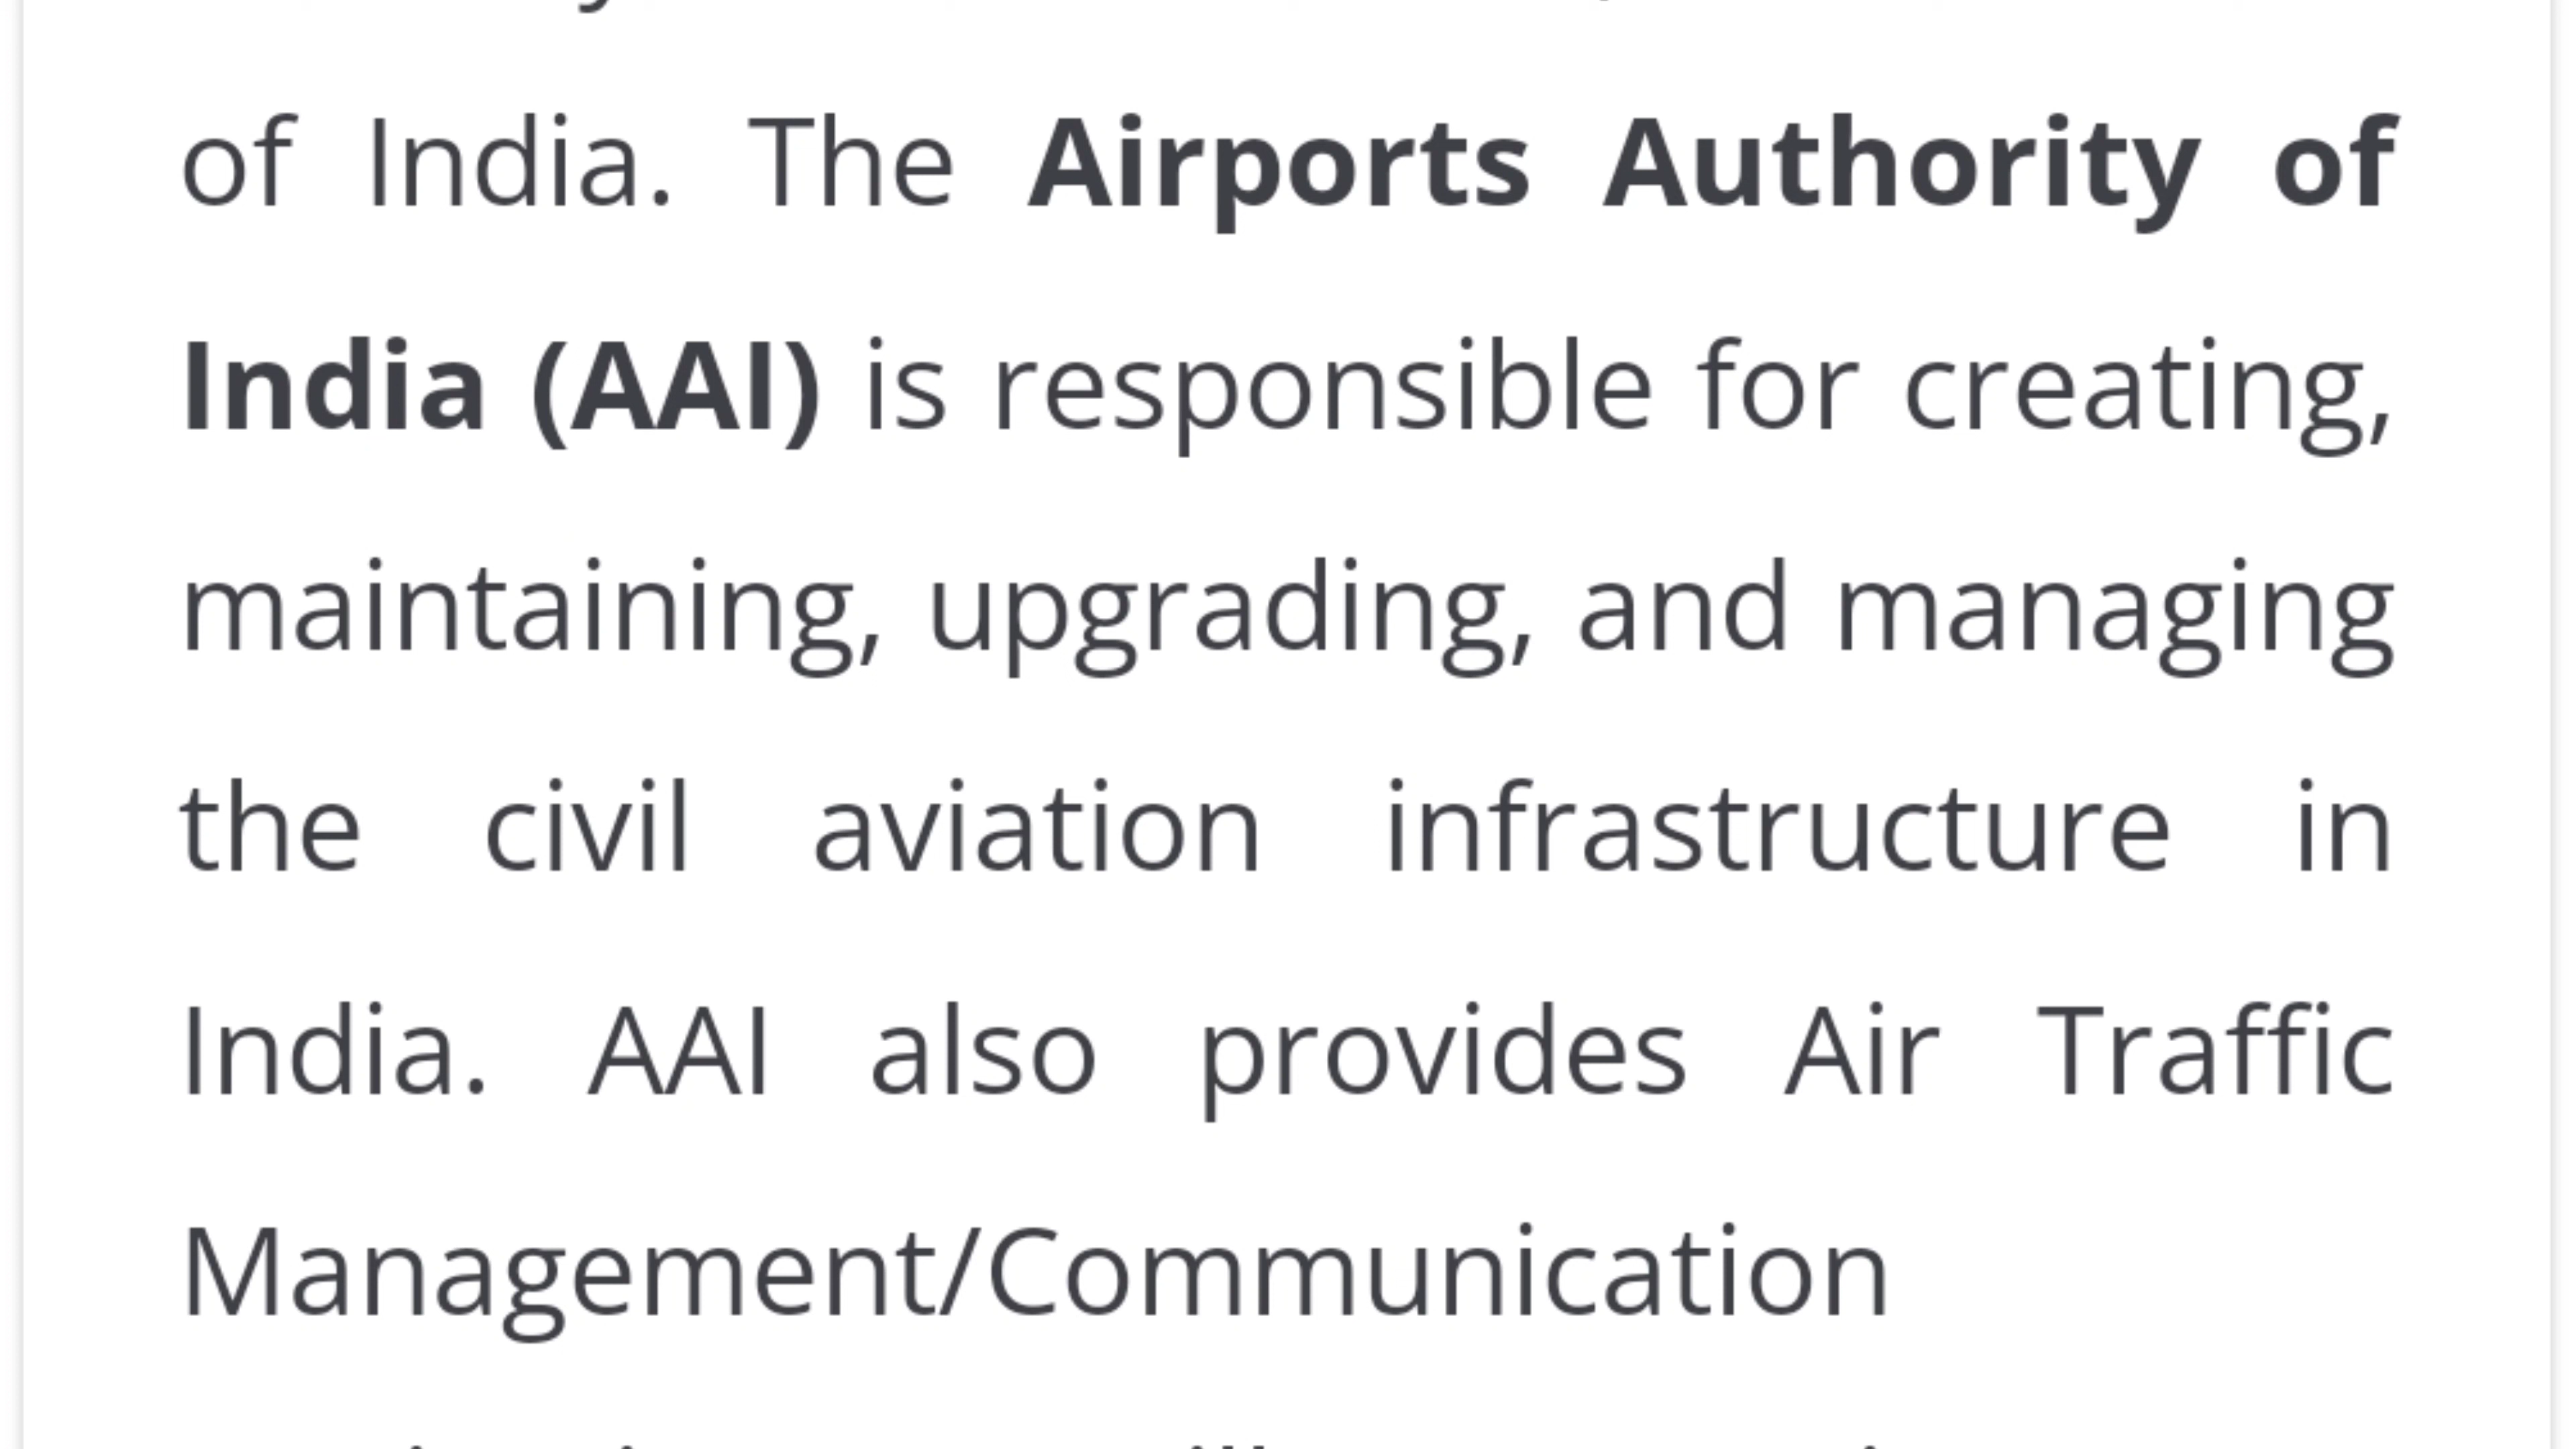 of India. The Airports Authority of
India (AAI) is responsible for creating,
maintaining, upgrading, and managing
the civil aviation infrastructure in
India. AAI also provides Air Traffic
Management/Communication